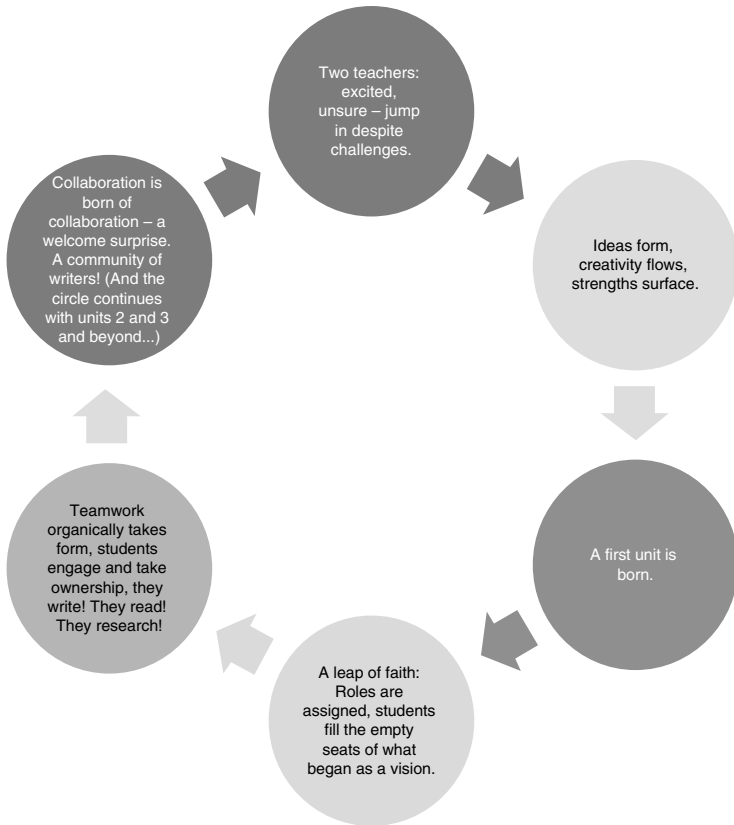 Two teachers:
excited,
unsure – jump
in despite
challenges.
Ideas form,
creativity flows,
strengths surface.
A first unit is
born.
A leap of faith:
Roles are
assigned, students
fill the empty
seats of what
began as a vision.
Teamwork
organically takes
form, students
engage and take
ownership, they
write! They read!
They research!
Collaboration is
born of
collaboration – a
welcome surprise.
A community of
writers! (And the
circle continues
with units 2 and 3
and beyond...)